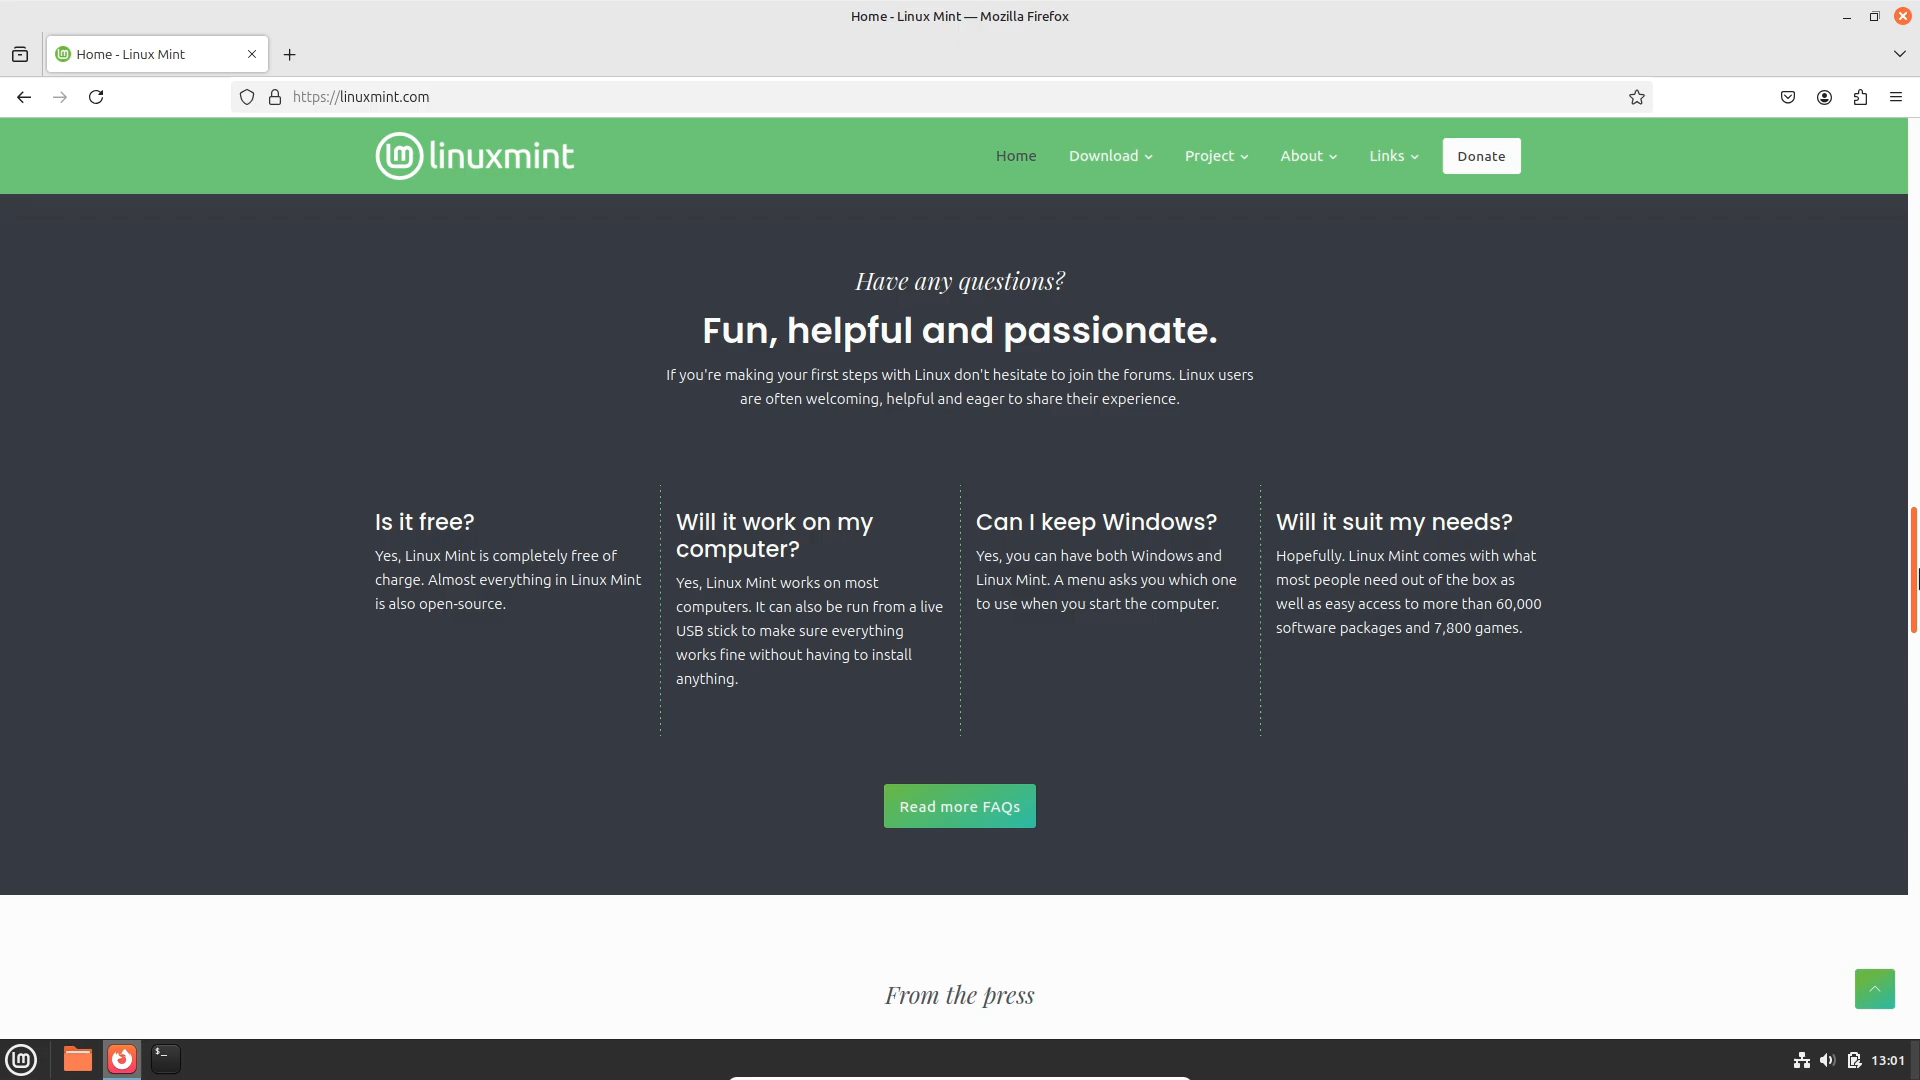 Home - Linux Mint — Mozilla Firefox
Home - Linux Mint
https://linuxmint.com
linuxmint
Home
Download
Project
About
Links
Donate
Have any questions?
Fun, helpful and passionate.
If you're making your first steps with Linux don't hesitate to join the forums. Linux users
are often welcoming, helpful and eager to share their experience.
Is it free?
Yes, Linux Mint is completely free of
charge. Almost everything in Linux Mint
is also open-source.
Will it work on my
computer?
Yes, Linux Mint works on most
computers. It can also be run from a live
USB stick to make sure everything
works fine without having to install
anything.
Can I keep Windows?
Yes, you can have both Windows and
Linux Mint. A menu asks you which one
to use when you start the computer.
Will it suit my needs?
Hopefully. Linux Mint comes with what
most people need out of the box as
well as easy access to more than 60,000
software packages and 7,800 games.
Read more FAQs
From the press
$_
13:01